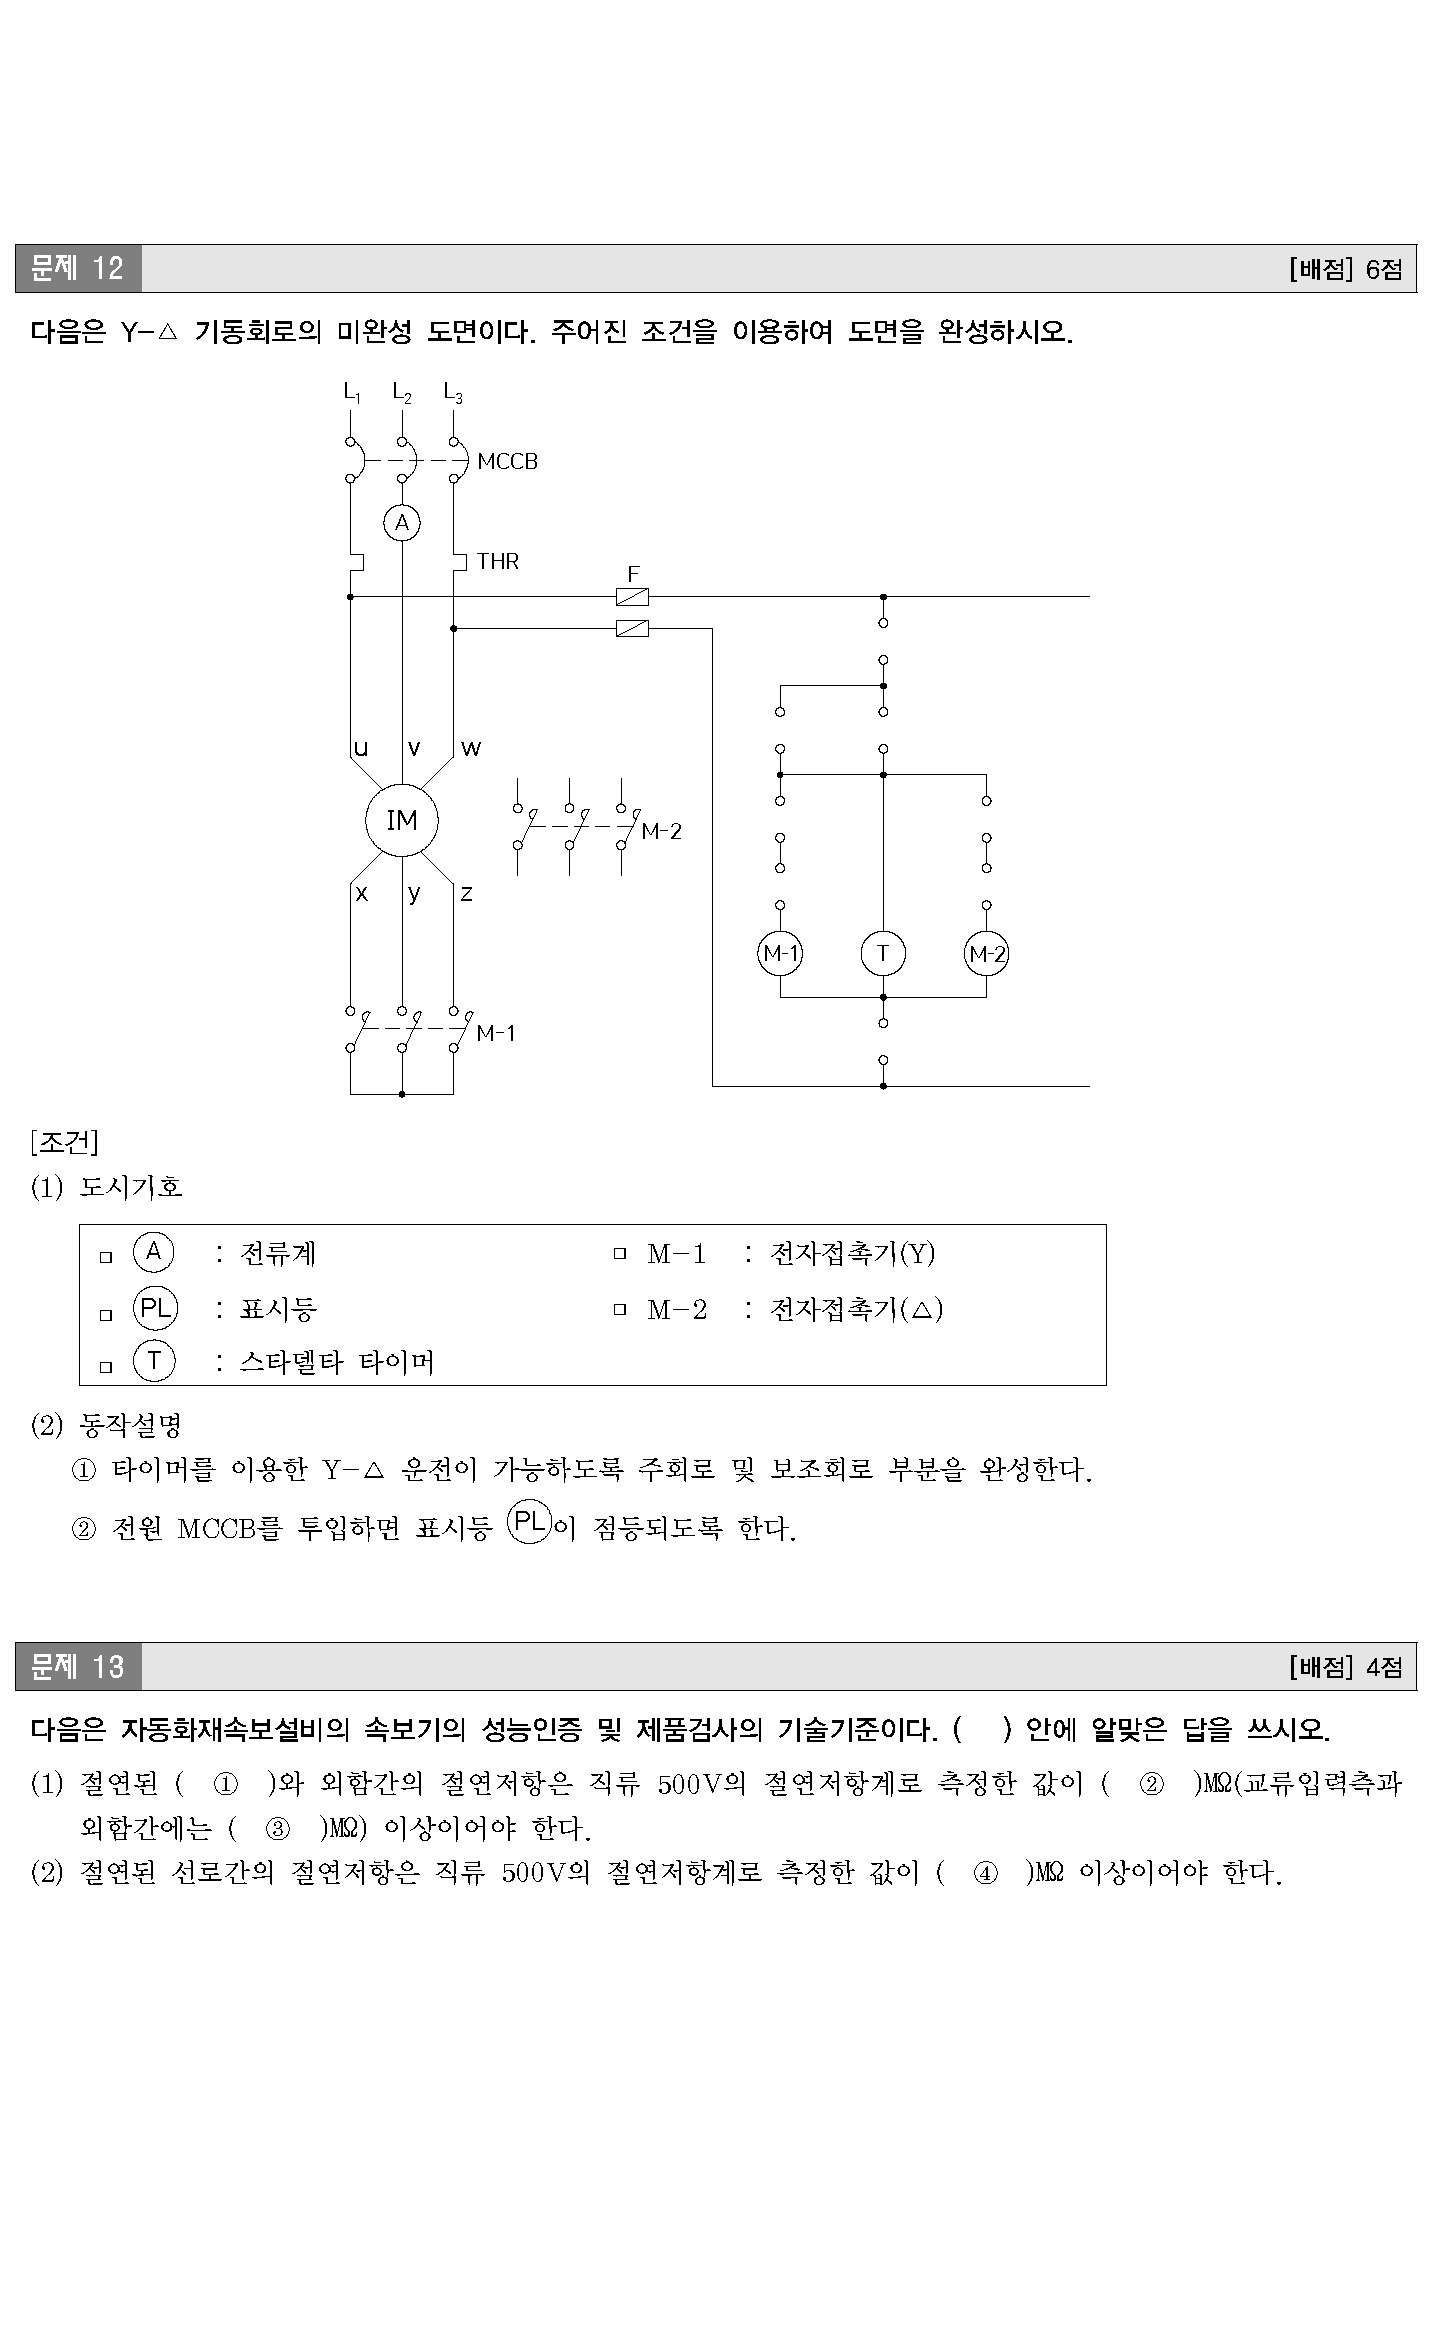 문제 12
[배점] 6점
다음은 Y-△ 기동회로의 미완성 도면이다. 주어진 조건을 이용하여 도면을 완성하시오.
L1 L2 L3
MCCB
A
THR
F
u v w
IM
M-2
x y z
M-1 T M-2
M-1
[조건]
(1) 도시기호
□ A : 전류계 □ M-1 : 전자접촉기(Y)
□ PL : 표시등 □ M-2 : 전자접촉기(△)
□ T : 스타델타 타이머
(2) 동작설명
① 타이머를 이용한 Y-△ 운전이 가능하도록 주회로 및 보조회로 부분을 완성한다.
② 전원 MCCB를 투입하면 표시등 PL이 점등되도록 한다.
문제 13
[배점] 4점
다음은 자동화재속보설비의 속보기의 성능인증 및 제품검사의 기술기준이다. ( ) 안에 알맞은 답을 쓰시오.
(1) 절연된 ( ① )와 외함간의 절연저항은 직류 500V의 절연저항계로 측정한 값이 ( ② )㏁(교류입력측과
외함간에는 ( ③ )㏁) 이상이어야 한다.
(2) 절연된 선로간의 절연저항은 직류 500V의 절연저항계로 측정한 값이 ( ④ )㏁ 이상이어야 한다.